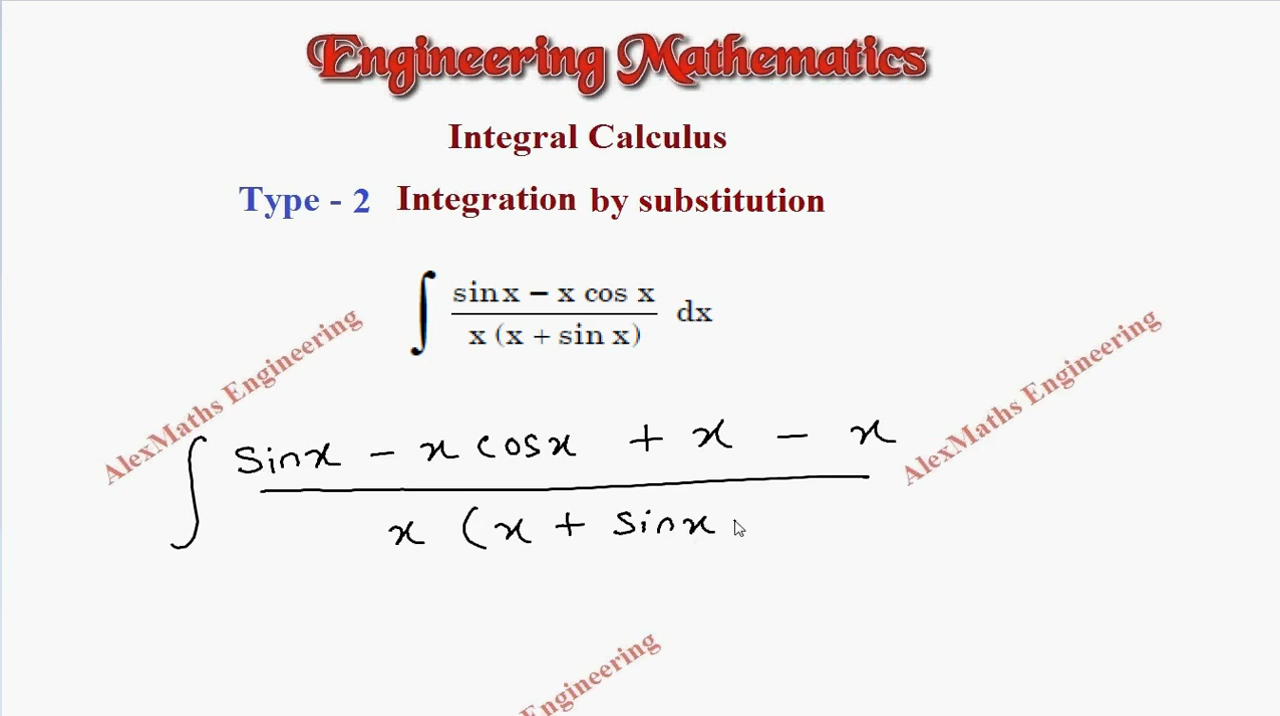 Engineering Mathematics
Integral Calculus
Type - 2 Integration by substitution
∫ sin x − x cos x / x (x + sin x) dx
AlexMaths Engineering
AlexMaths Engineering
∫ sinx − x cosx + x − x
x (x + sinx
Engineering